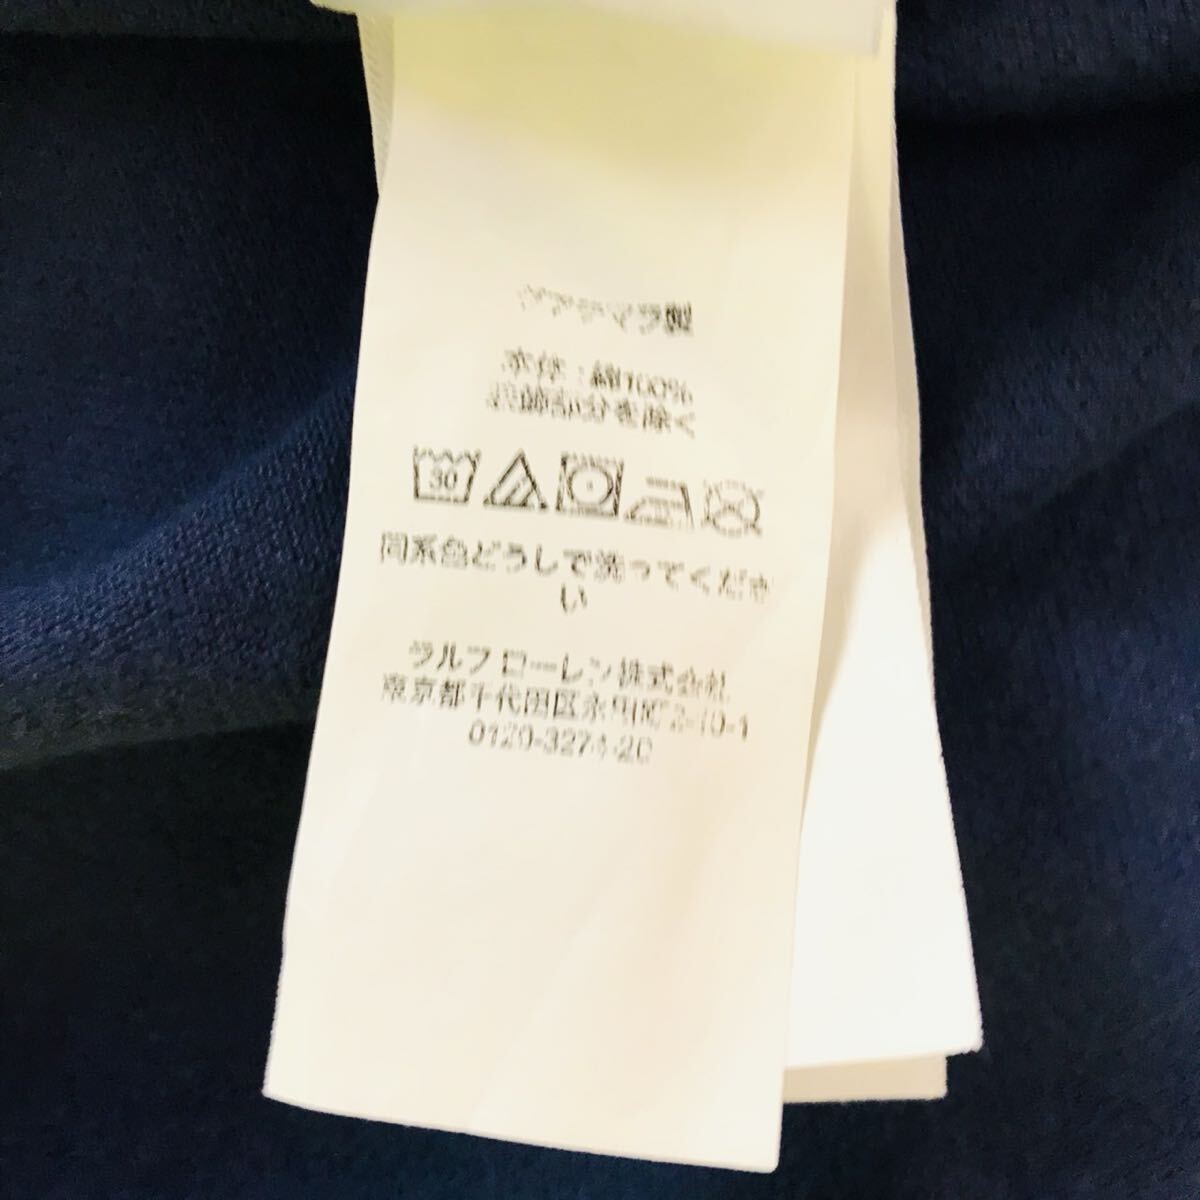 グアテマラ製
本体：綿100%
装飾部分を除く
30
同系色どうしで洗ってくださ
い
ラルフ ローレン株式会社
東京都千代田区永田町 2-10-1
0120-3274-20